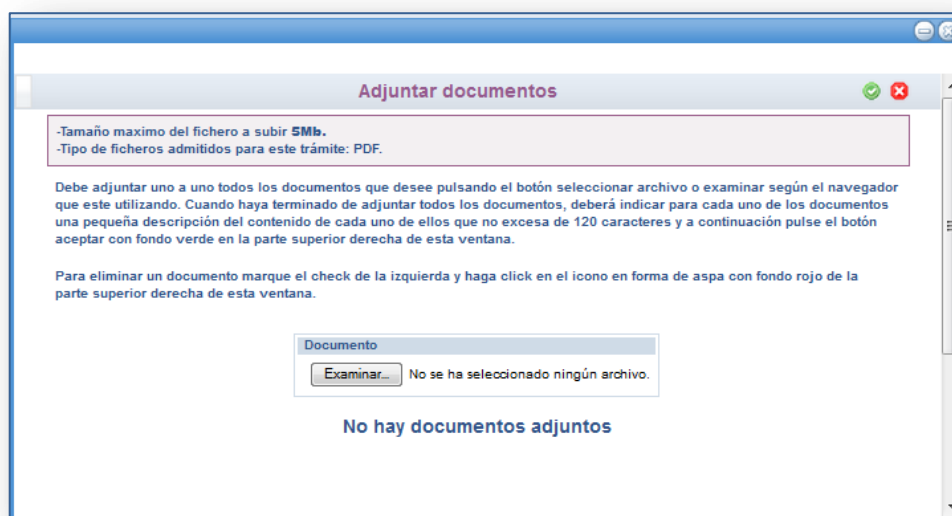 Adjuntar documentos
-Tamaño maximo del fichero a subir 5Mb.
-Tipo de ficheros admitidos para este trámite: PDF.
Debe adjuntar uno a uno todos los documentos que desee pulsando el botón seleccionar archivo o examinar según el navegador
que este utilizando. Cuando haya terminado de adjuntar todos los documentos, deberá indicar para cada uno de los documentos
una pequeña descripción del contenido de cada uno de ellos que no excesa de 120 caracteres y a continuación pulse el botón
aceptar con fondo verde en la parte superior derecha de esta ventana.
Para eliminar un documento marque el check de la izquierda y haga click en el icono en forma de aspa con fondo rojo de la
parte superior derecha de esta ventana.
Documento
Examinar... No se ha seleccionado ningún archivo.
No hay documentos adjuntos